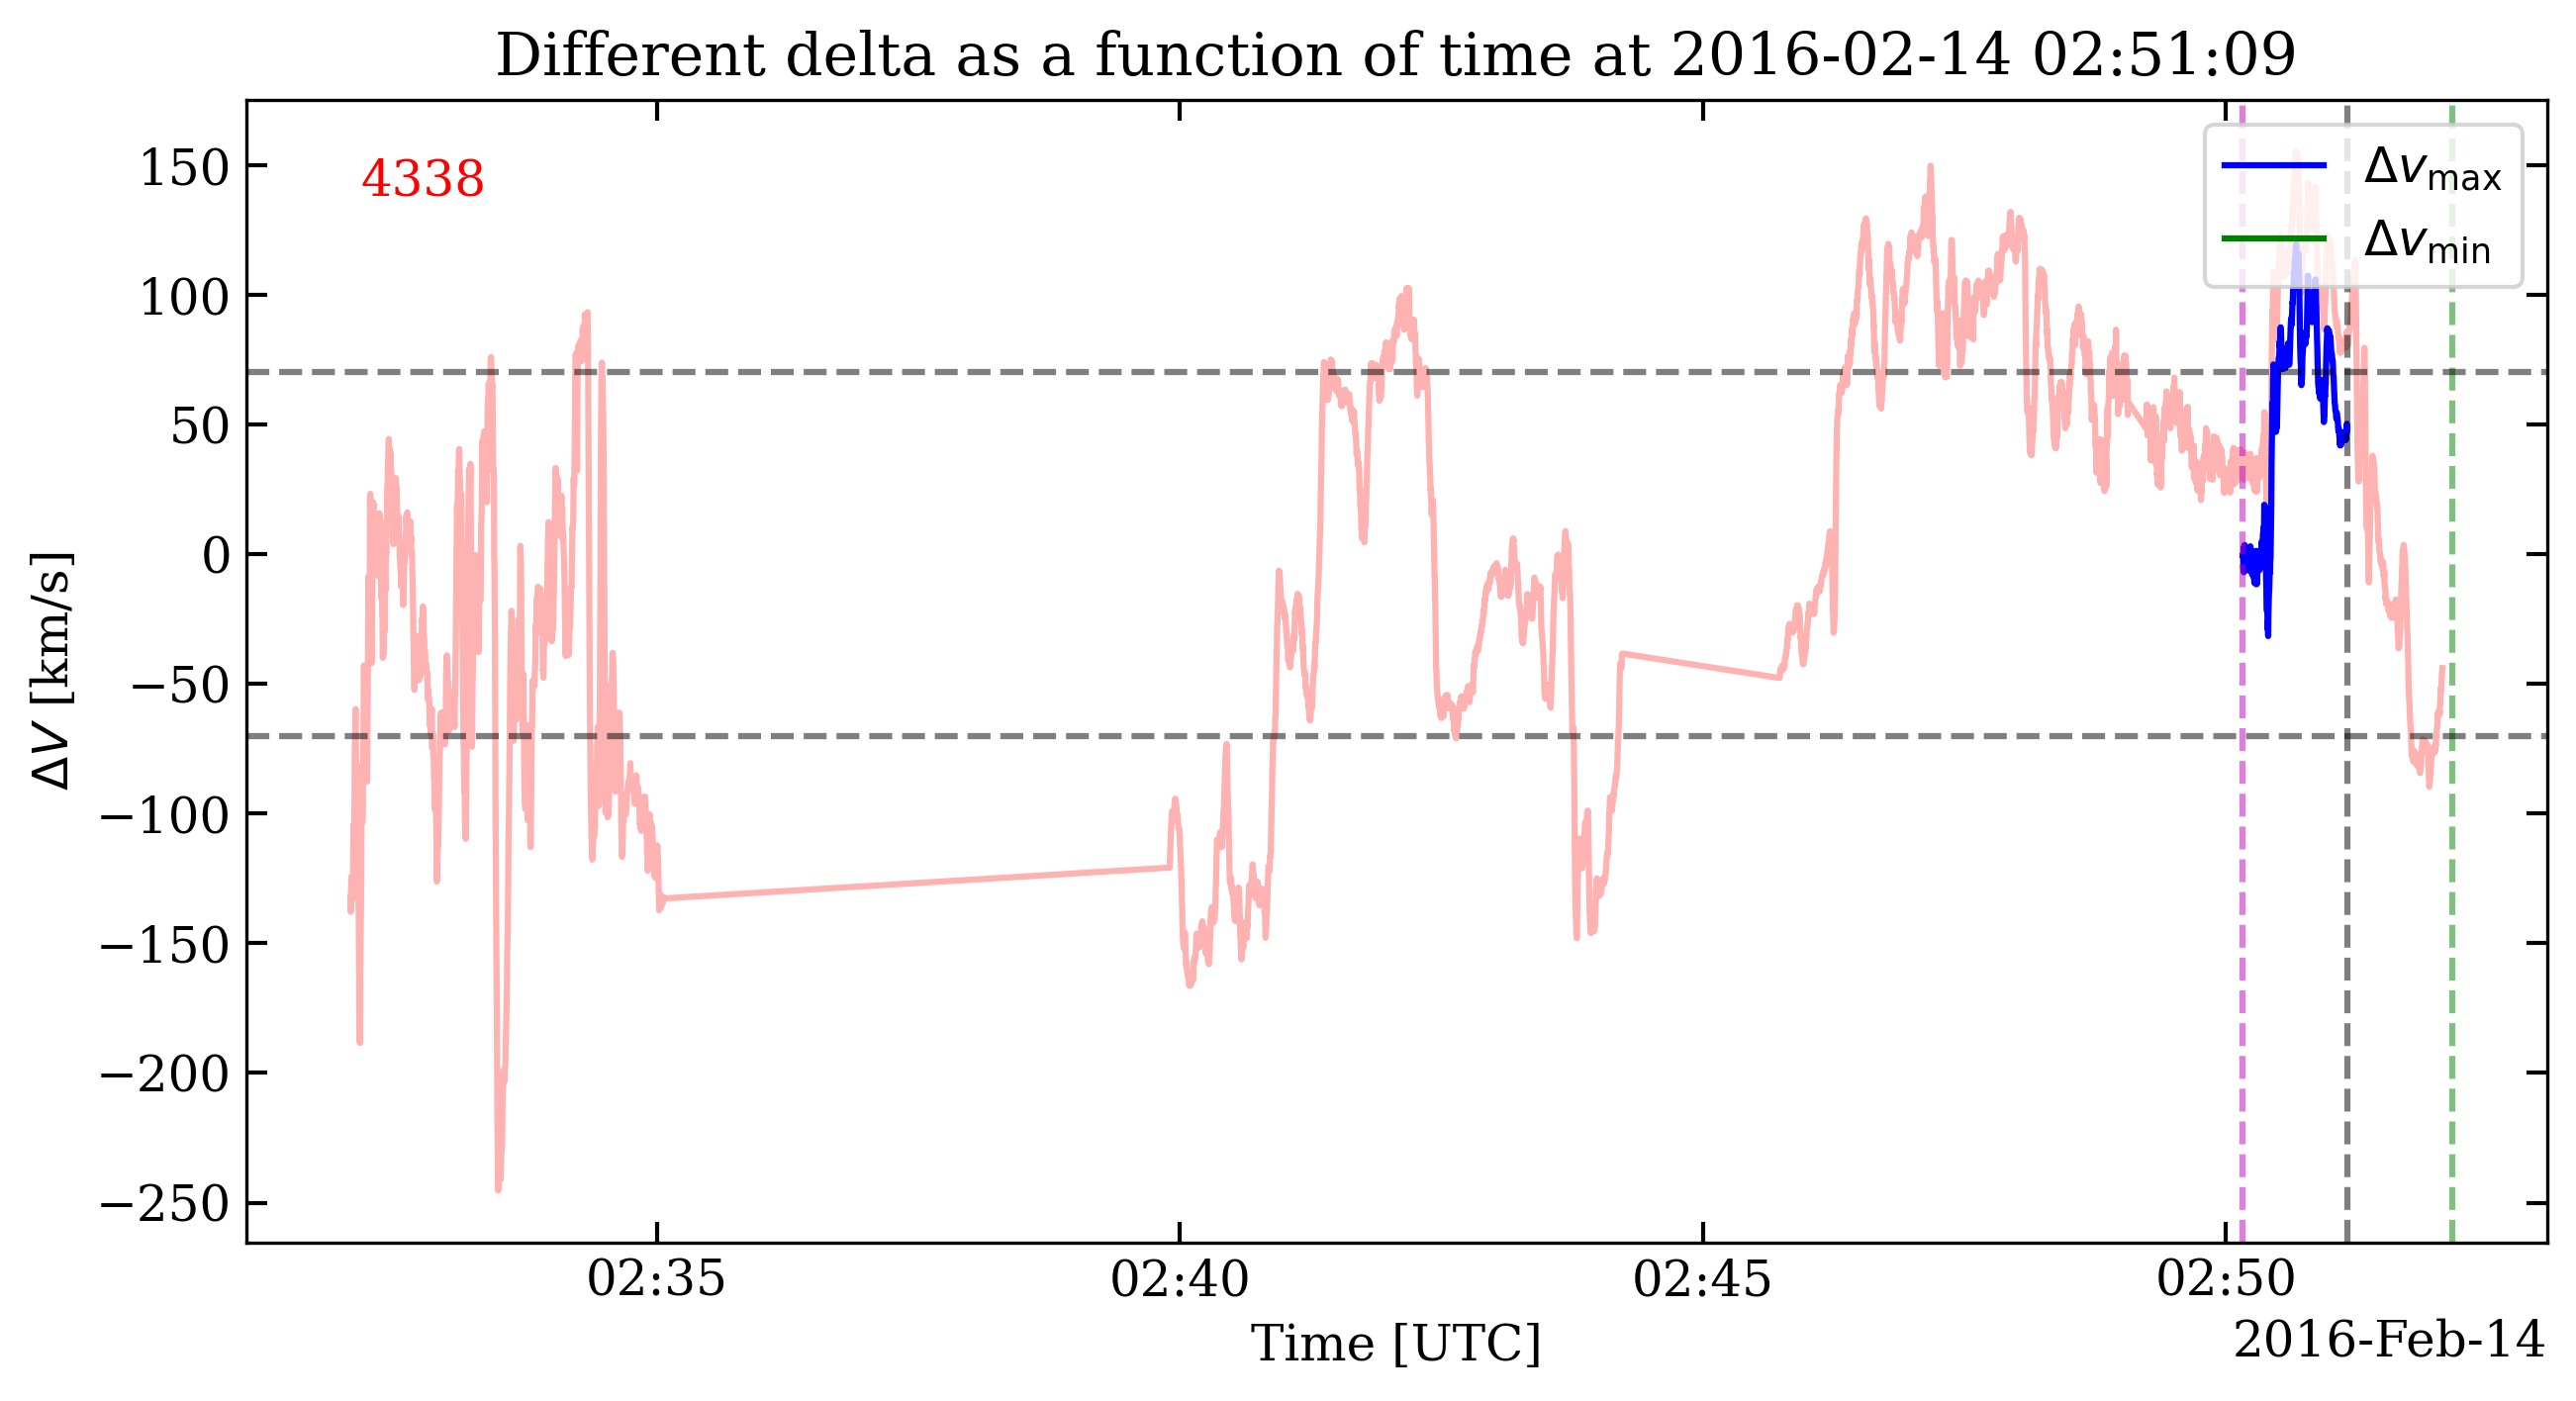 Different delta as a function of time at 2016-02-14 02:51:09
4338
Δv_max
Δv_min
150
100
50
0
−50
−100
−150
−200
−250
ΔV [km/s]
02:35 02:40 02:45 02:50
Time [UTC]
2016-Feb-14